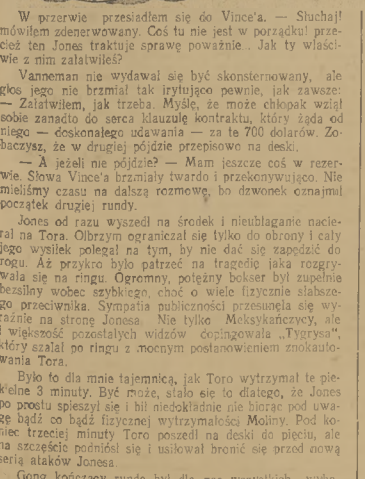 W przerwie przesiadłem się do Vince'a. — Słuchaj!
mówiłem zdenerwowany. Coś tu nie jest w porządku! prze-
cież ten Jones traktuje sprawę poważnie... Jak ty właści-
wie z nim załatwiłeś?
Vanneman nie wydawał się być skonsternowany, ale
głos jego nie brzmiał tak irytująco pewnie, jak zawsze:
— Załatwiłem, jak trzeba. Myślę, że może chłopak wziął
sobie zanadto do serca klauzulę kontraktu, który żąda od
niego — doskonałego udawania — za te 700 dolarów. Zo-
baczysz, że w drugiej pójdzie przepisowo na deski.
— A jeżeli nie pójdzie? — Mam jeszcze coś w rezer-
wie. Słowa Vince'a brzmiały twardo i przekonywująco. Nie
mieliśmy czasu na dalszą rozmowę, bo dzwonek oznajmił
początek drugiej rundy.
Jones od razu wyszedł na środek i nieubłaganie nacie-
rał na Tora. Olbrzym ograniczał się tylko do obrony i cały
jego wysiłek polegał na tym, by nie dać się zapędzić do
rogu. Aż przykro było patrzeć na tragedię jaka rozgry-
wała się na ringu. Ogromny, potężny bokser był zupełnie
bezsilny wobec szybkiego, choć o wiele fizycznie słabsze-
go przeciwnika. Sympatia publiczności przesunęła się wy-
raźnie na stronę Jonesa. Nie tylko Meksykańczycy, ale
i większość pozostałych widzów dopingowała „Tygrysa",
który szalał po ringu z mocnym postanowieniem znokauto-
wania Tora.
Było to dla mnie tajemnicą, jak Toro wytrzymał te pie-
kielne 3 minuty. Być może, stało się to dlatego, że Jones
po prostu spieszył się i bił niedokładnie nie biorąc pod uwa-
gę bądź co bądź fizycznej wytrzymałości Moliny. Pod ko-
niec trzeciej minuty Toro poszedł na deski do pięciu, ale
na szczęście podniósł się i usiłował bronić się przed nową
serią ataków Jonesa.
Gong kończący rundę był dla nas